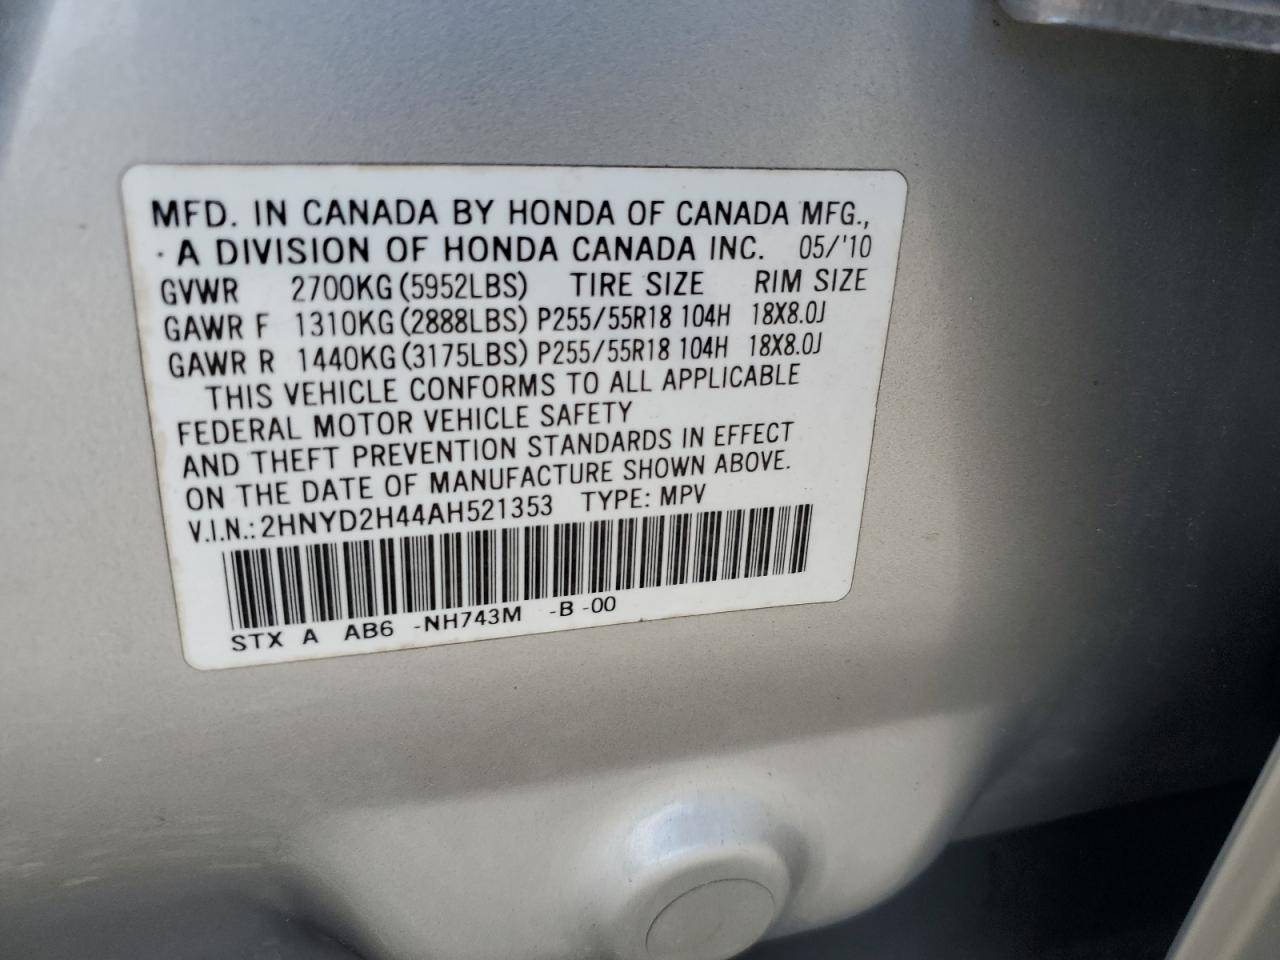 MFD. IN CANADA BY HONDA OF CANADA MFG.,
A DIVISION OF HONDA CANADA INC. 05/'10
GVWR 2700KG (5952LBS) TIRE SIZE RIM SIZE
GAWR F 1310KG (2888LBS) P255/55R18 104H 18X8.0J
GAWR R 1440KG (3175LBS) P255/55R18 104H 18X8.0J
THIS VEHICLE CONFORMS TO ALL APPLICABLE
FEDERAL MOTOR VEHICLE SAFETY
AND THEFT PREVENTION STANDARDS IN EFFECT
ON THE DATE OF MANUFACTURE SHOWN ABOVE.
V.I.N.: 2HNYD2H44AH521353 TYPE: MPV
STX A AB6 -NH743M -B -00